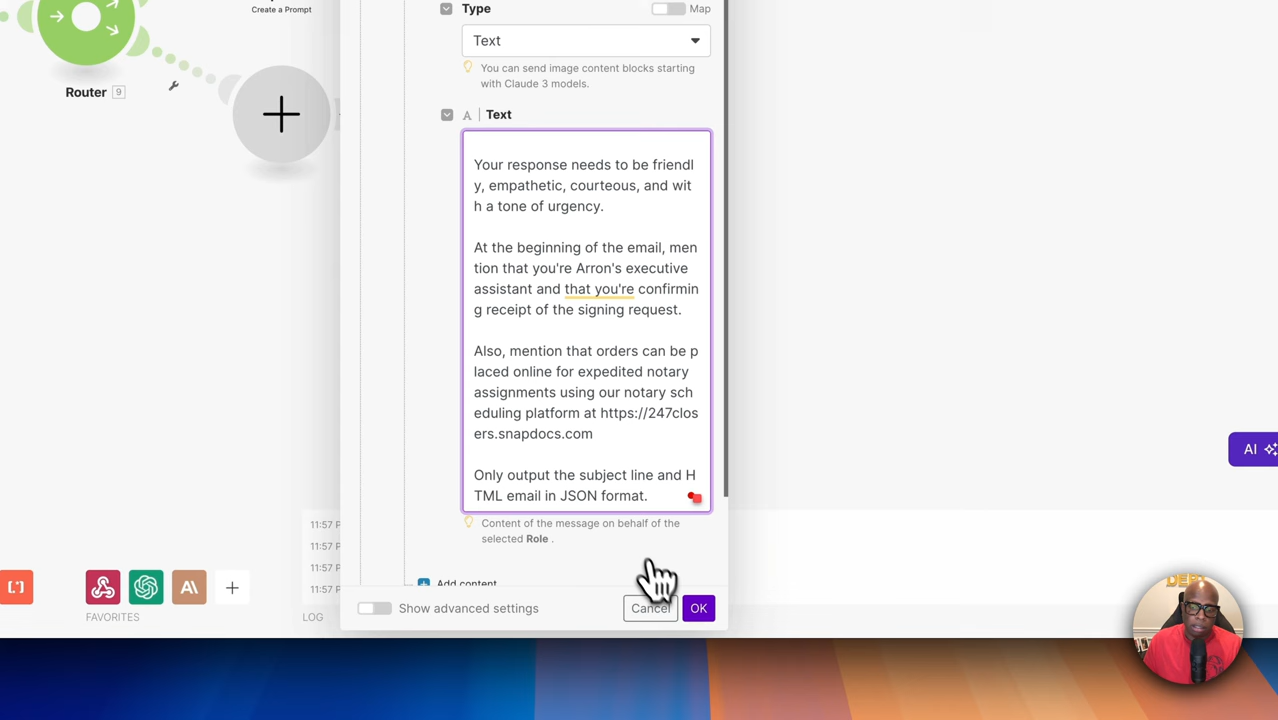 Create a Prompt
Type
Map
Router 9
Text
You can send image content blocks starting
with Claude 3 models.
A Text
Your response needs to be friendl
y, empathetic, courteous, and wit
h a tone of urgency.
At the beginning of the email, men
tion that you're Arron's executive
assistant and that you're confirmin
g receipt of the signing request.
Also, mention that orders can be p
laced online for expedited notary
assignments using our notary sch
eduling platform at https://247clos
ers.snapdocs.com
Only output the subject line and H
TML email in JSON format.
Content of the message on behalf of the
selected Role .
Add content
AI
11:57 P
11:57 P
11:57 P
11:57 P
Show advanced settings
Cancel
OK
FAVORITES
LOG